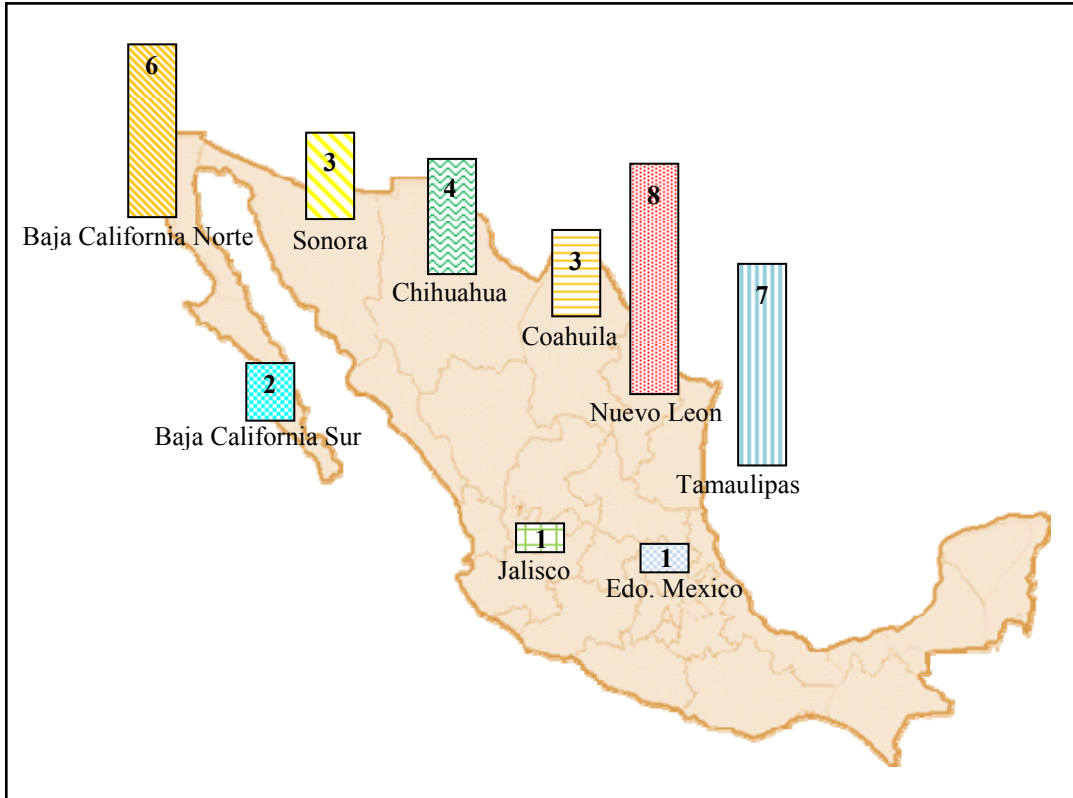 6
Baja California Norte
3
Sonora
4
Chihuahua
3
Coahuila
8
Nuevo Leon
7
Tamaulipas
2
Baja California Sur
1
Jalisco
1
Edo. Mexico